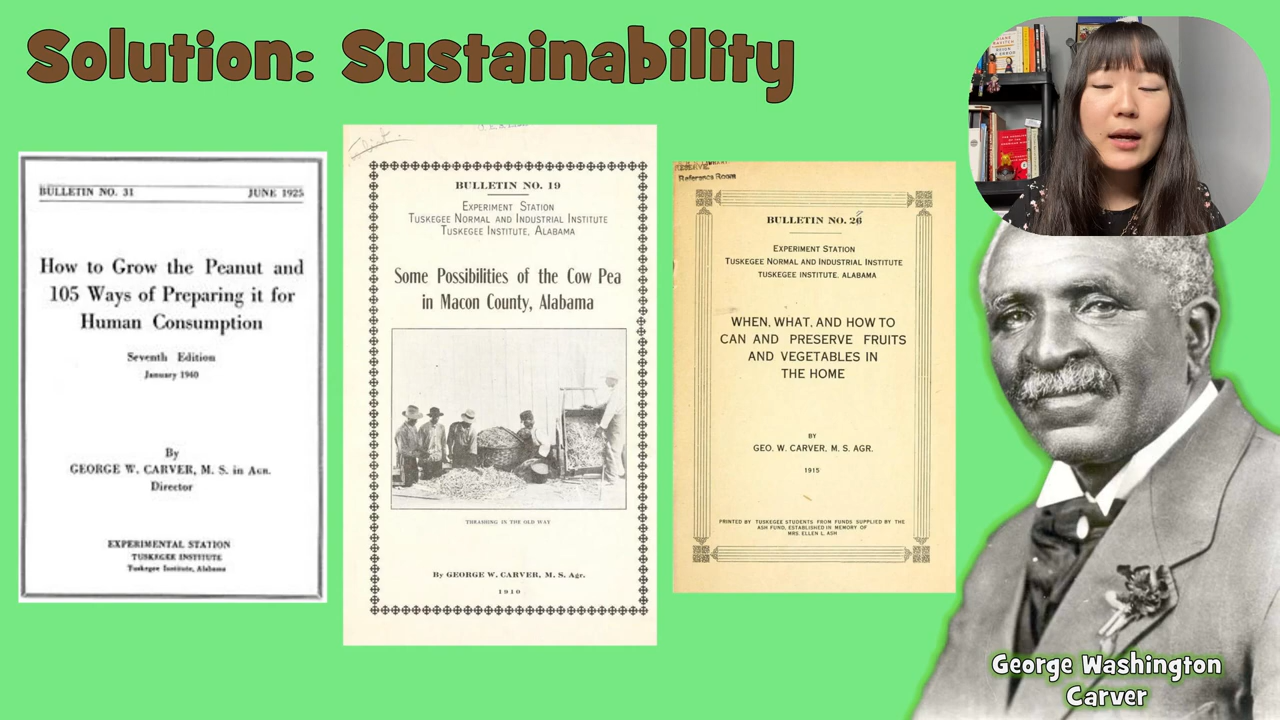 Solution: Sustainability
BULLETIN NO. 31 JUNE 1925
How to Grow the Peanut and
105 Ways of Preparing it for
Human Consumption
Seventh Edition
January 1940
By
GEORGE W. CARVER, M. S. in Agr.
Director
EXPERIMENTAL STATION
TUSKEGEE INSTITUTE
Tuskegee Institute, Alabama
BULLETIN NO. 19
EXPERIMENT STATION
TUSKEGEE NORMAL AND INDUSTRIAL INSTITUTE
TUSKEGEE INSTITUTE, ALABAMA
Some Possibilities of the Cow Pea
in Macon County, Alabama
THRASHING IN THE OLD WAY
By GEORGE W. CARVER, M. S. Agr.
1910
RESERVE
Reference Room
BULLETIN NO. 26
EXPERIMENT STATION
TUSKEGEE NORMAL AND INDUSTRIAL INSTITUTE
TUSKEGEE INSTITUTE, ALABAMA
WHEN, WHAT, AND HOW TO
CAN AND PRESERVE FRUITS
AND VEGETABLES IN
THE HOME
BY
GEO. W. CARVER, M. S. AGR.
1915
PRINTED BY TUSKEGEE STUDENTS FROM FUNDS SUPPLIED BY THE
ASH FUND, ESTABLISHED IN MEMORY OF
MRS. ELLEN L. ASH
George Washington
Carver